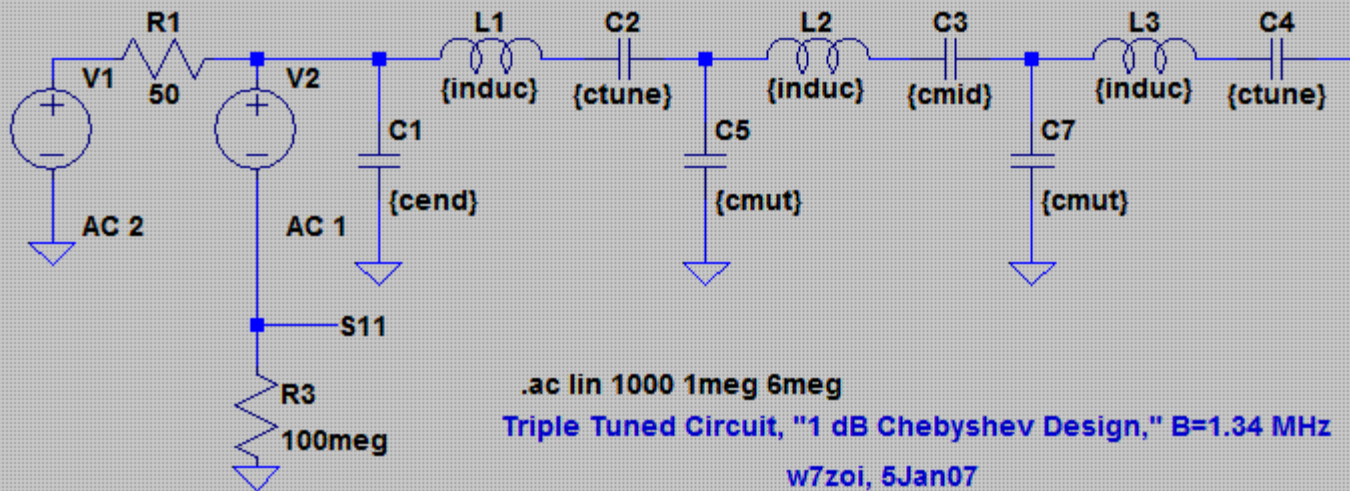 R1
L1
C2
L2
C3
L3
C4
V1
50
V2
{induc}
{ctune}
{induc}
{cmid}
{induc}
{ctune}
C1
C5
C7
{cend}
{cmut}
{cmut}
AC 2
AC 1
S11
R3
100meg
.ac lin 1000 1meg 6meg
Triple Tuned Circuit, "1 dB Chebyshev Design," B=1.34 MHz
w7zoi, 5Jan07